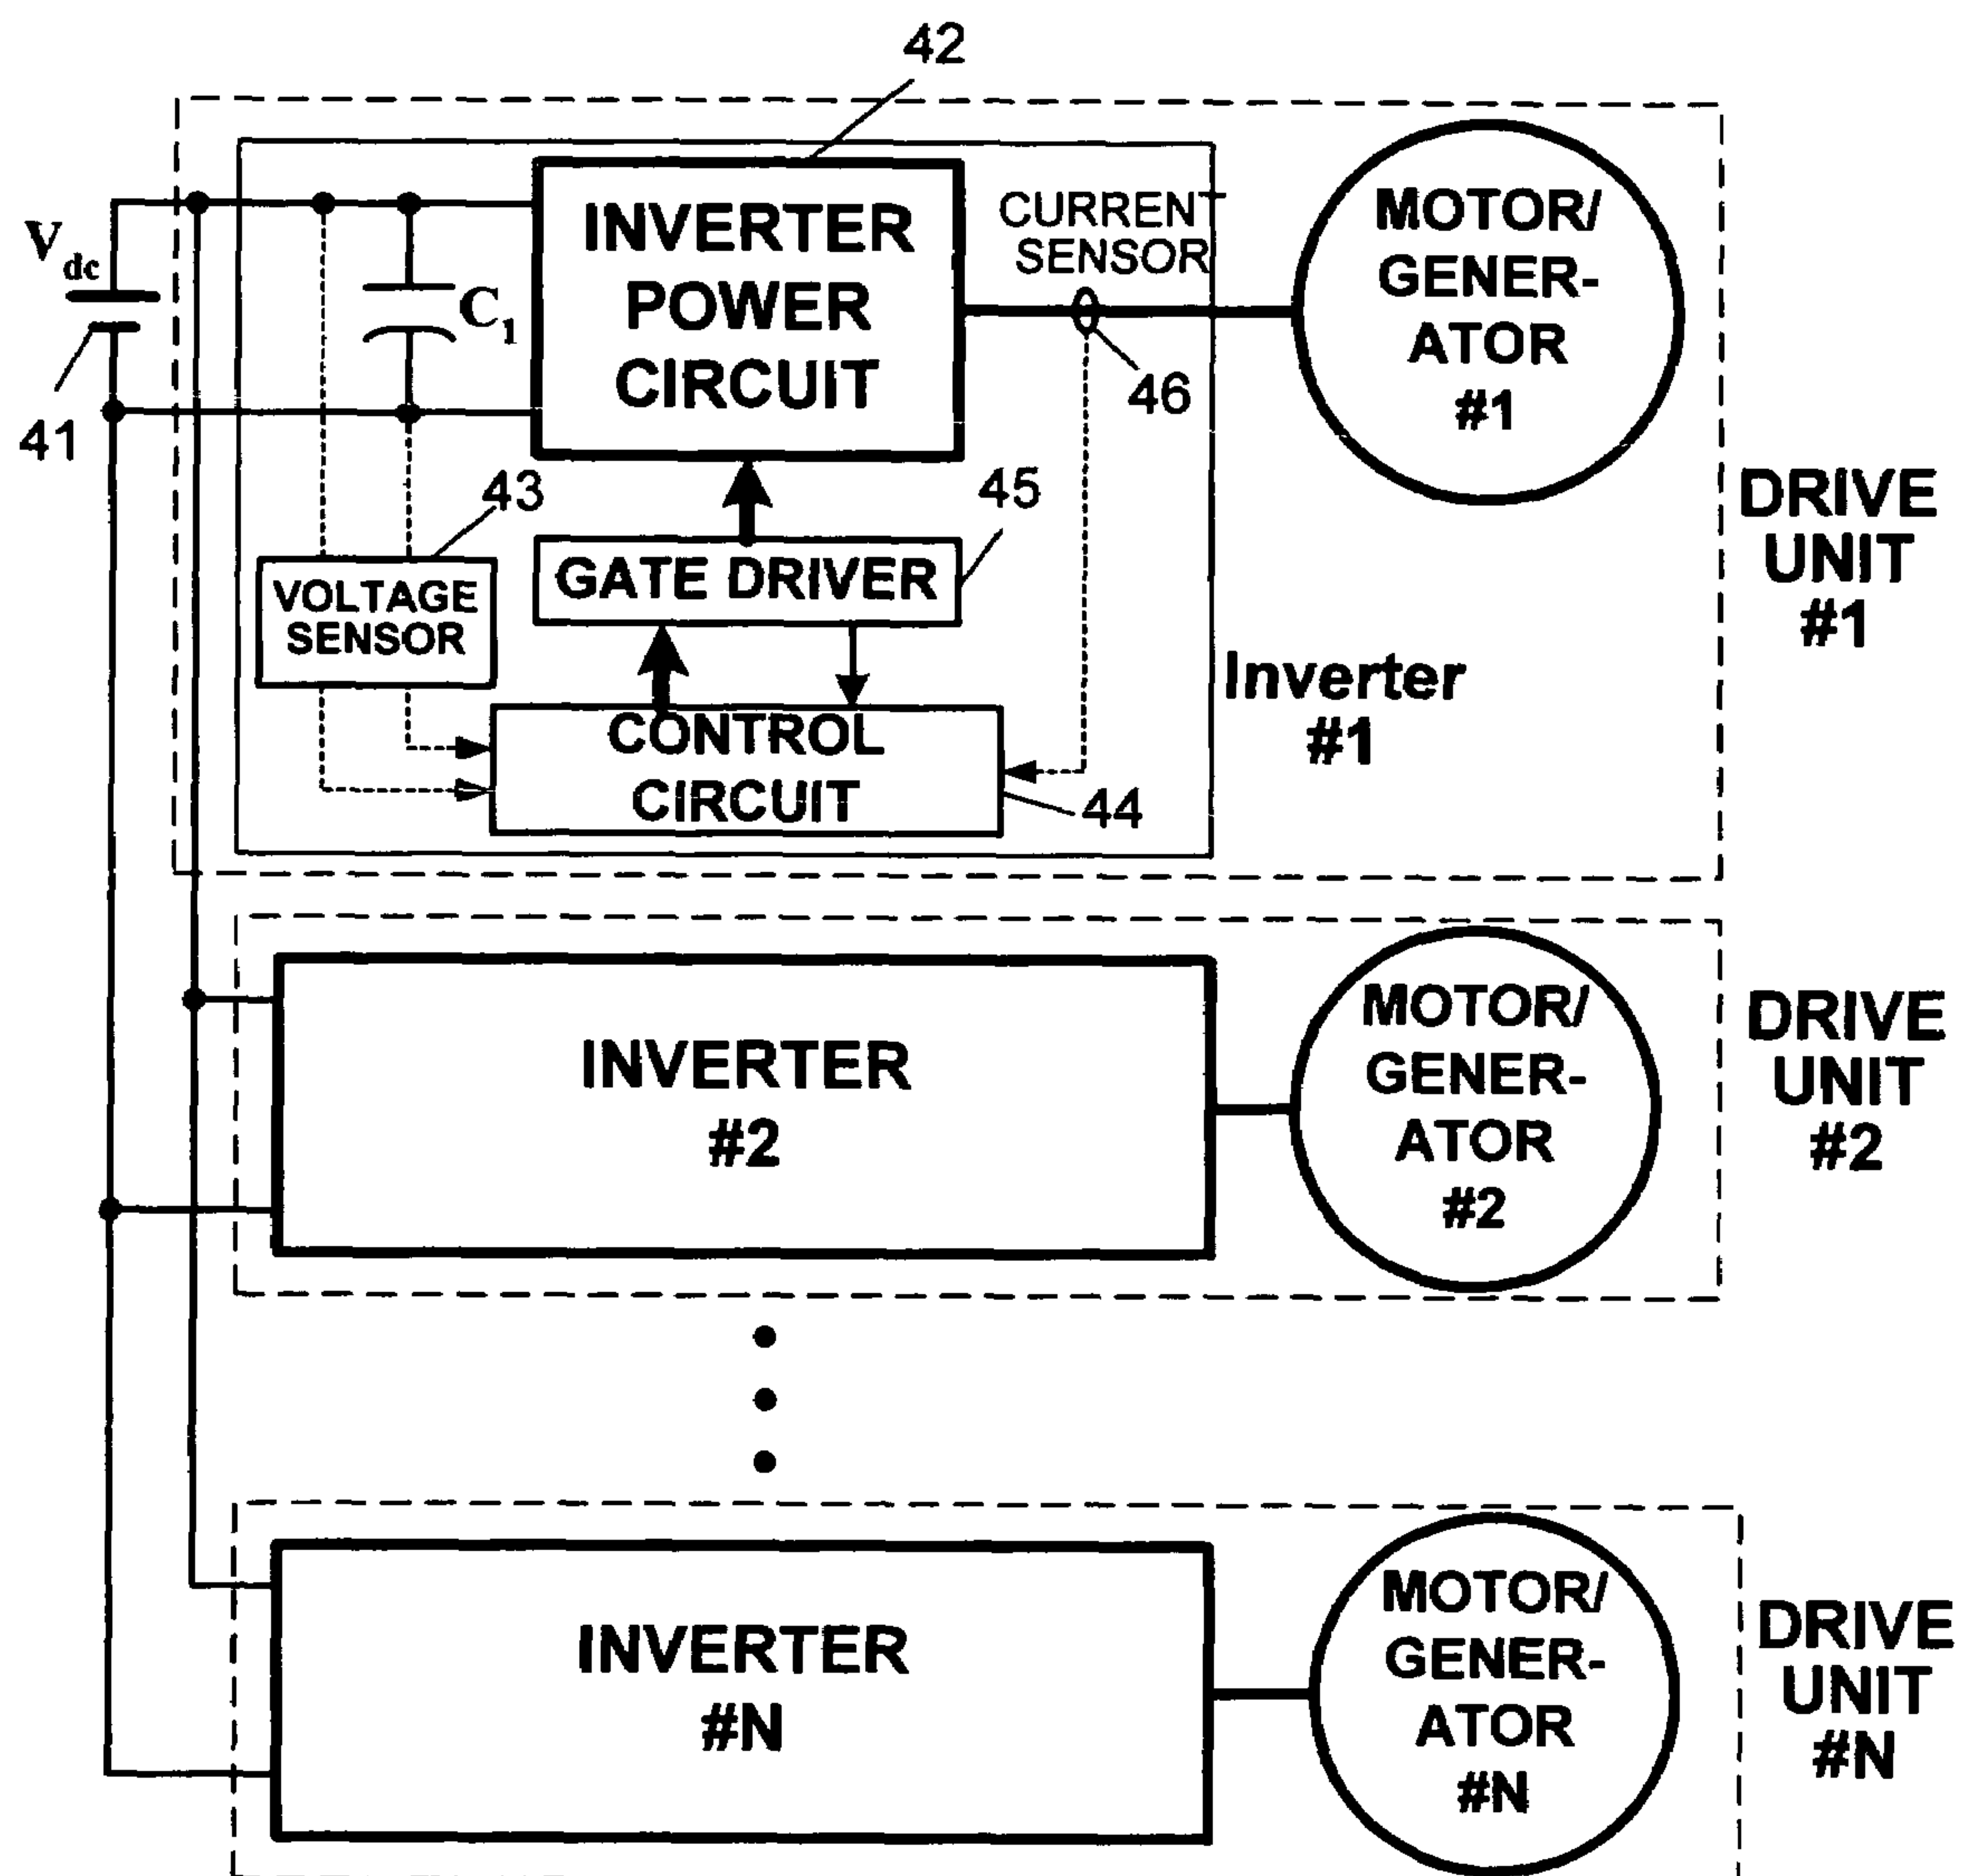 42
V dc
41
INVERTER
POWER
CIRCUIT
C1
CURRENT
SENSOR
46
MOTOR/
GENER-
ATOR
#1
DRIVE
UNIT
#1
43
45
VOLTAGE
SENSOR
GATE DRIVER
CONTROL
CIRCUIT
44
Inverter
#1
INVERTER
#2
MOTOR/
GENER-
ATOR
#2
DRIVE
UNIT
#2
INVERTER
#N
MOTOR/
GENER-
ATOR
#N
DRIVE
UNIT
#N